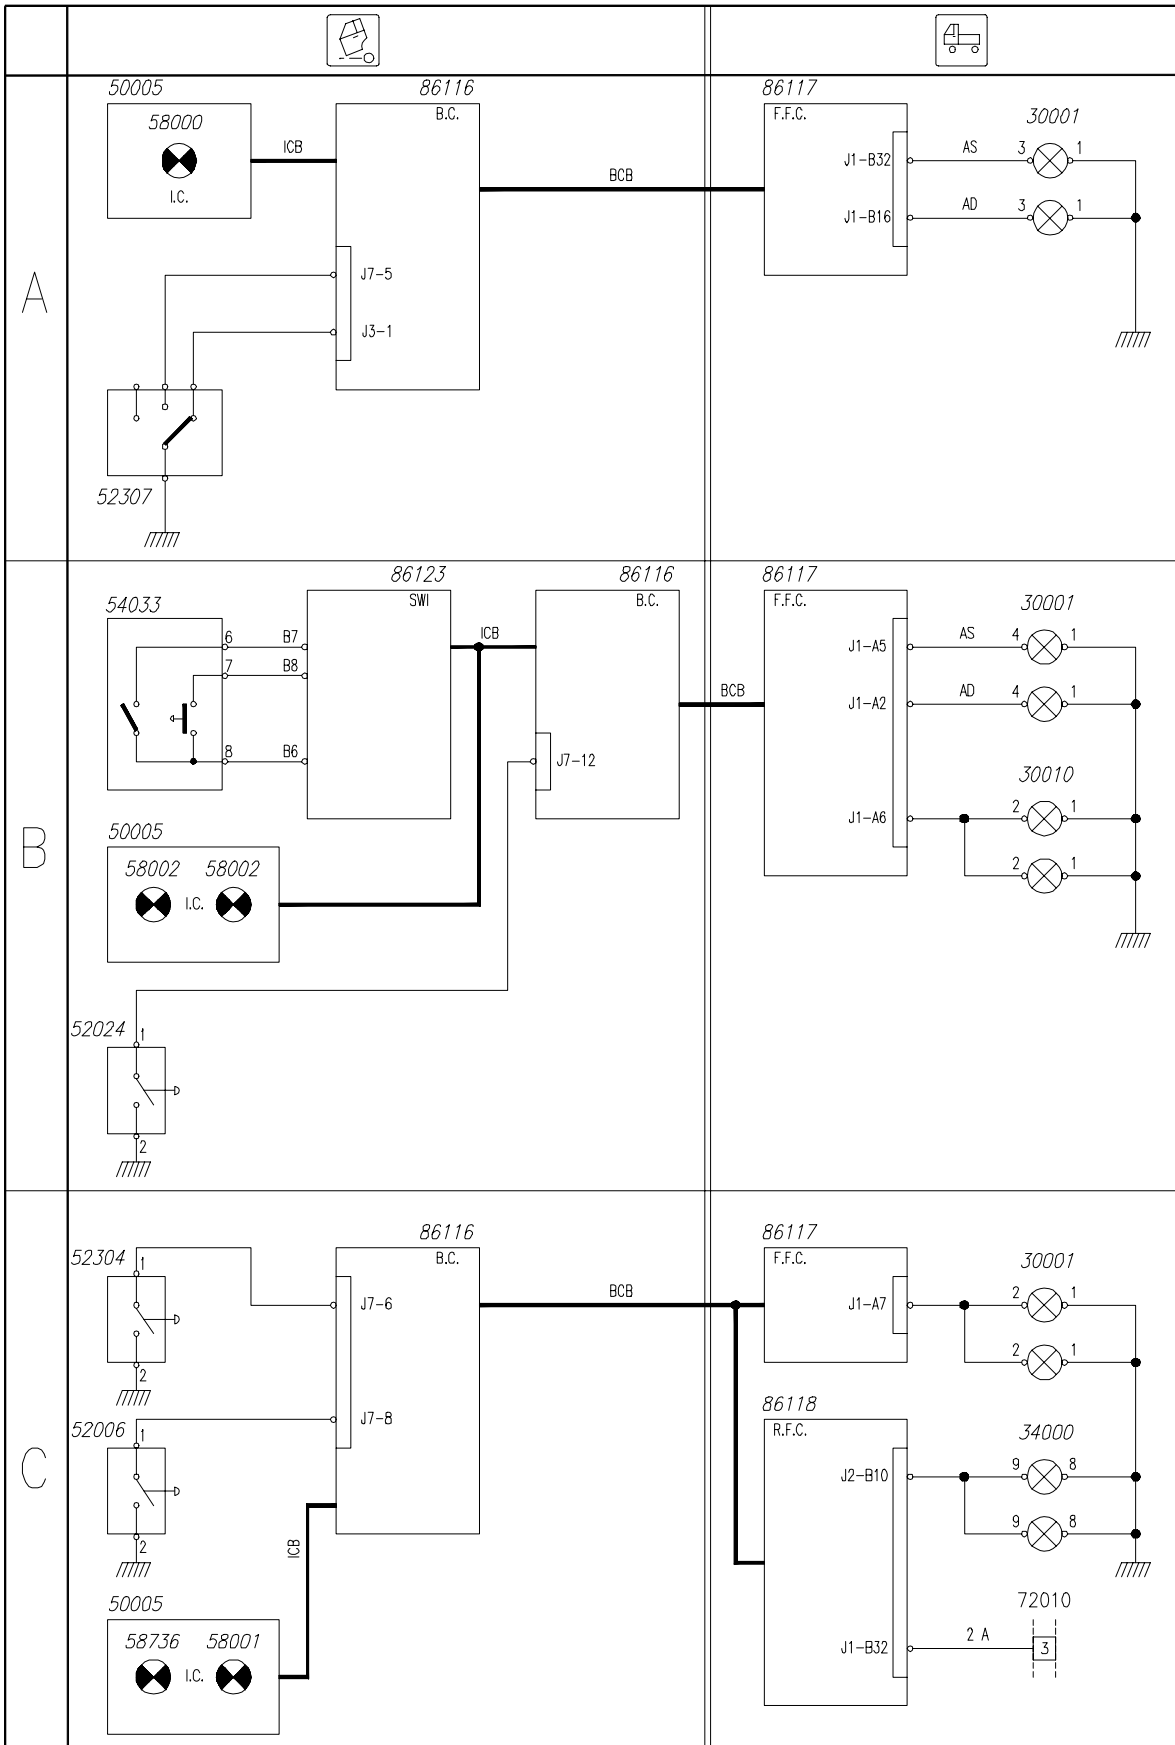 50005
86116
86117
58000
B.C.
F.F.C.
30001
ICB
BCB
J1-B32
AS
3
1
I.C.
J1-B16
AD
3
1
A
J7-5
J3-1
52307
86123
86116
86117
54033
SWI
B.C.
F.F.C.
30001
6
B7
ICB
J1-A5
AS
4
1
7
B8
BCB
J1-A2
AD
4
1
8
B6
J7-12
30010
50005
J1-A6
2
1
B
58002
58002
2
1
I.C.
52024
1
2
86116
86117
52304
1
B.C.
F.F.C.
30001
J7-6
BCB
J1-A7
2
1
2
2
1
86118
52006
1
J7-8
R.F.C.
34000
C
J2-B10
9
8
2
ICB
9
8
50005
72010
58736
58001
2 A
I.C.
J1-B32
3